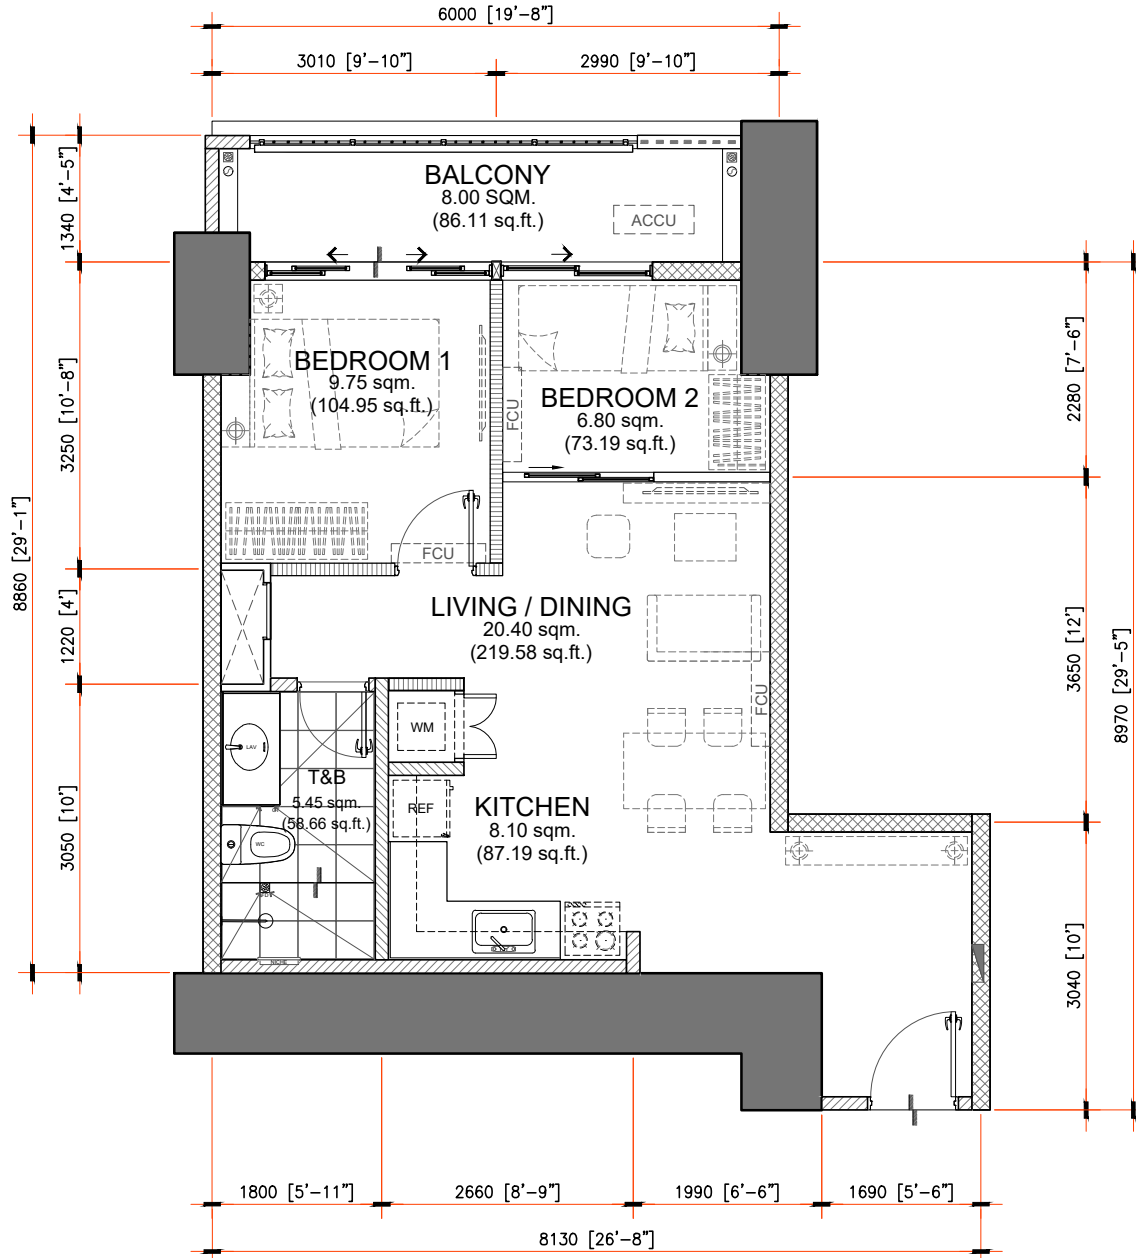 6000 [19'-8"]
3010 [9'-10"]
2990 [9'-10"]
BALCONY
8.00 SQM.
(86.11 sq.ft.)
ACCU
1340 [4'-5"]
BEDROOM 1
9.75 sqm.
(104.95 sq.ft.)
BEDROOM 2
6.80 sqm.
(73.19 sq.ft.)
FCU
2280 [7'-6"]
3250 [10'-8"]
8860 [29'-1"]
FCU
LIVING / DINING
20.40 sqm.
(219.58 sq.ft.)
1220 [4']
3650 [12']
8970 [29'-5"]
FCU
WM
LAV
T&B
5.45 sqm.
(58.66 sq.ft.)
REF
KITCHEN
8.10 sqm.
(87.19 sq.ft.)
WC
3050 [10']
NICHE
3040 [10']
1800 [5'-11"]
2660 [8'-9"]
1990 [6'-6"]
1690 [5'-6"]
8130 [26'-8"]